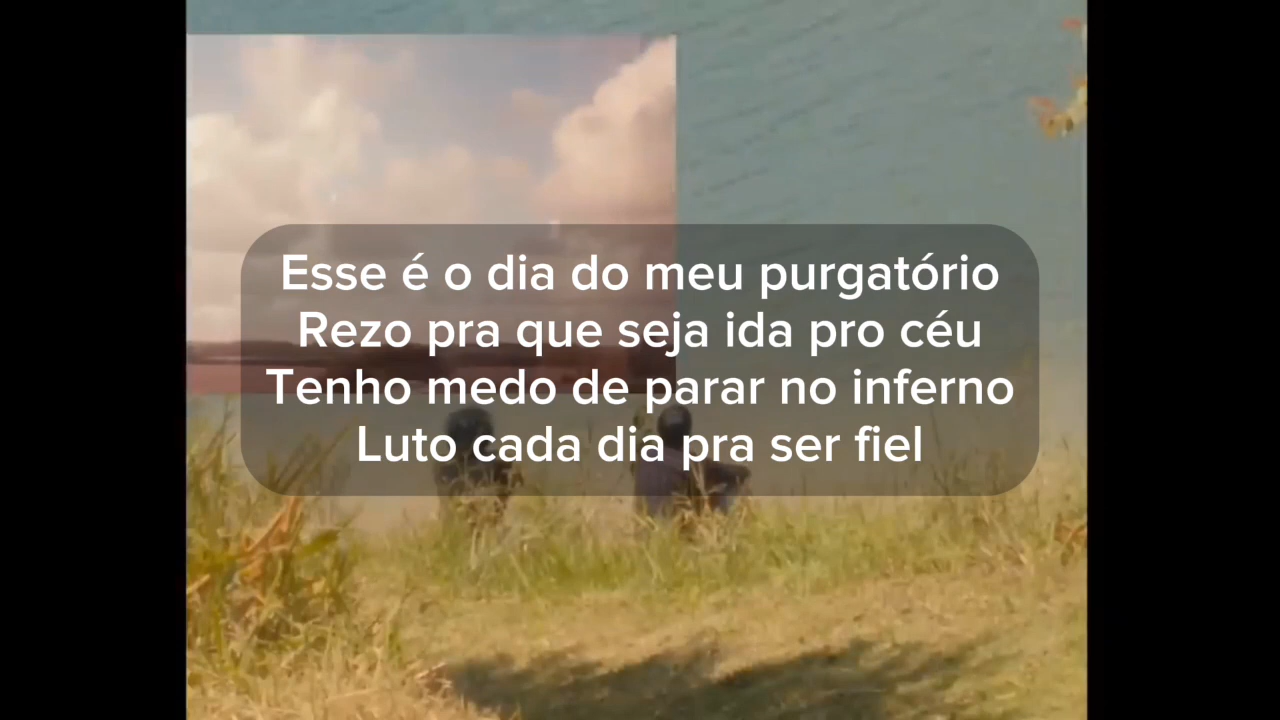 Esse é o dia do meu purgatório
Rezo pra que seja ida pro céu
Tenho medo de parar no inferno
Luto cada dia pra ser fiel